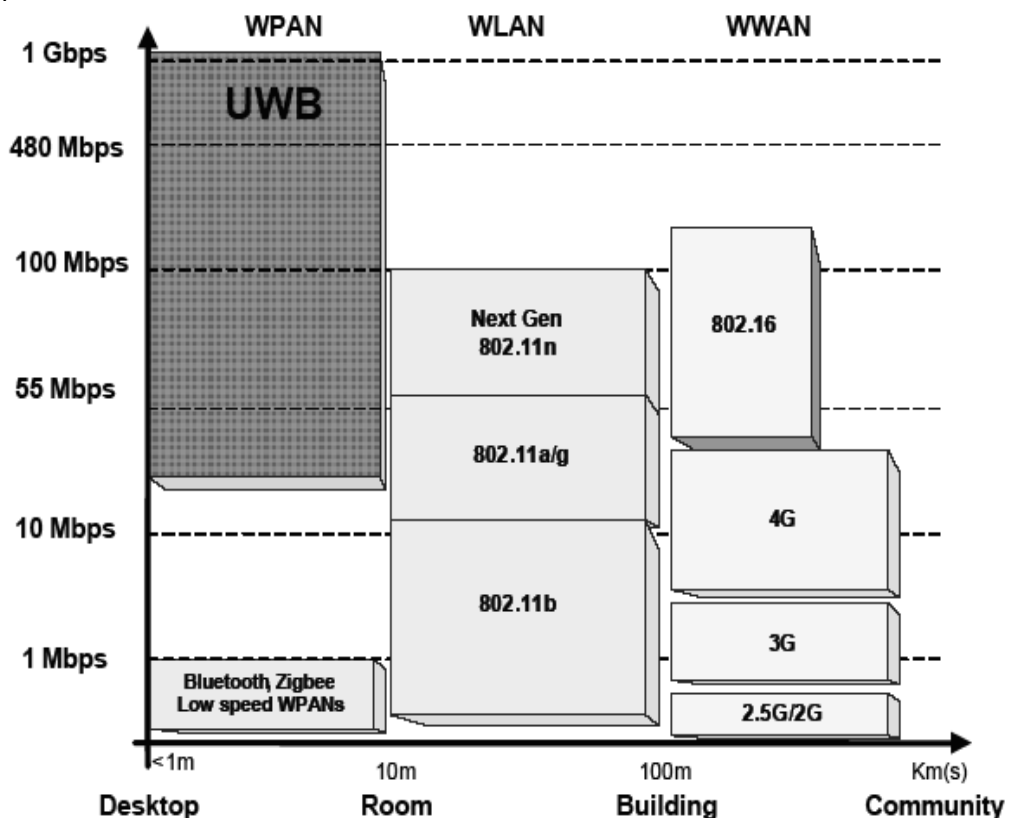 WPAN WLAN WWAN
1 Gbps
UWB
480 Mbps
100 Mbps
Next Gen
802.11n
802.16
55 Mbps
802.11a/g
4G
10 Mbps
802.11b
3G
1 Mbps
Bluetooth, Zigbee
Low speed WPANs
2.5G/2G
<1m 10m 100m Km(s)
Desktop Room Building Community